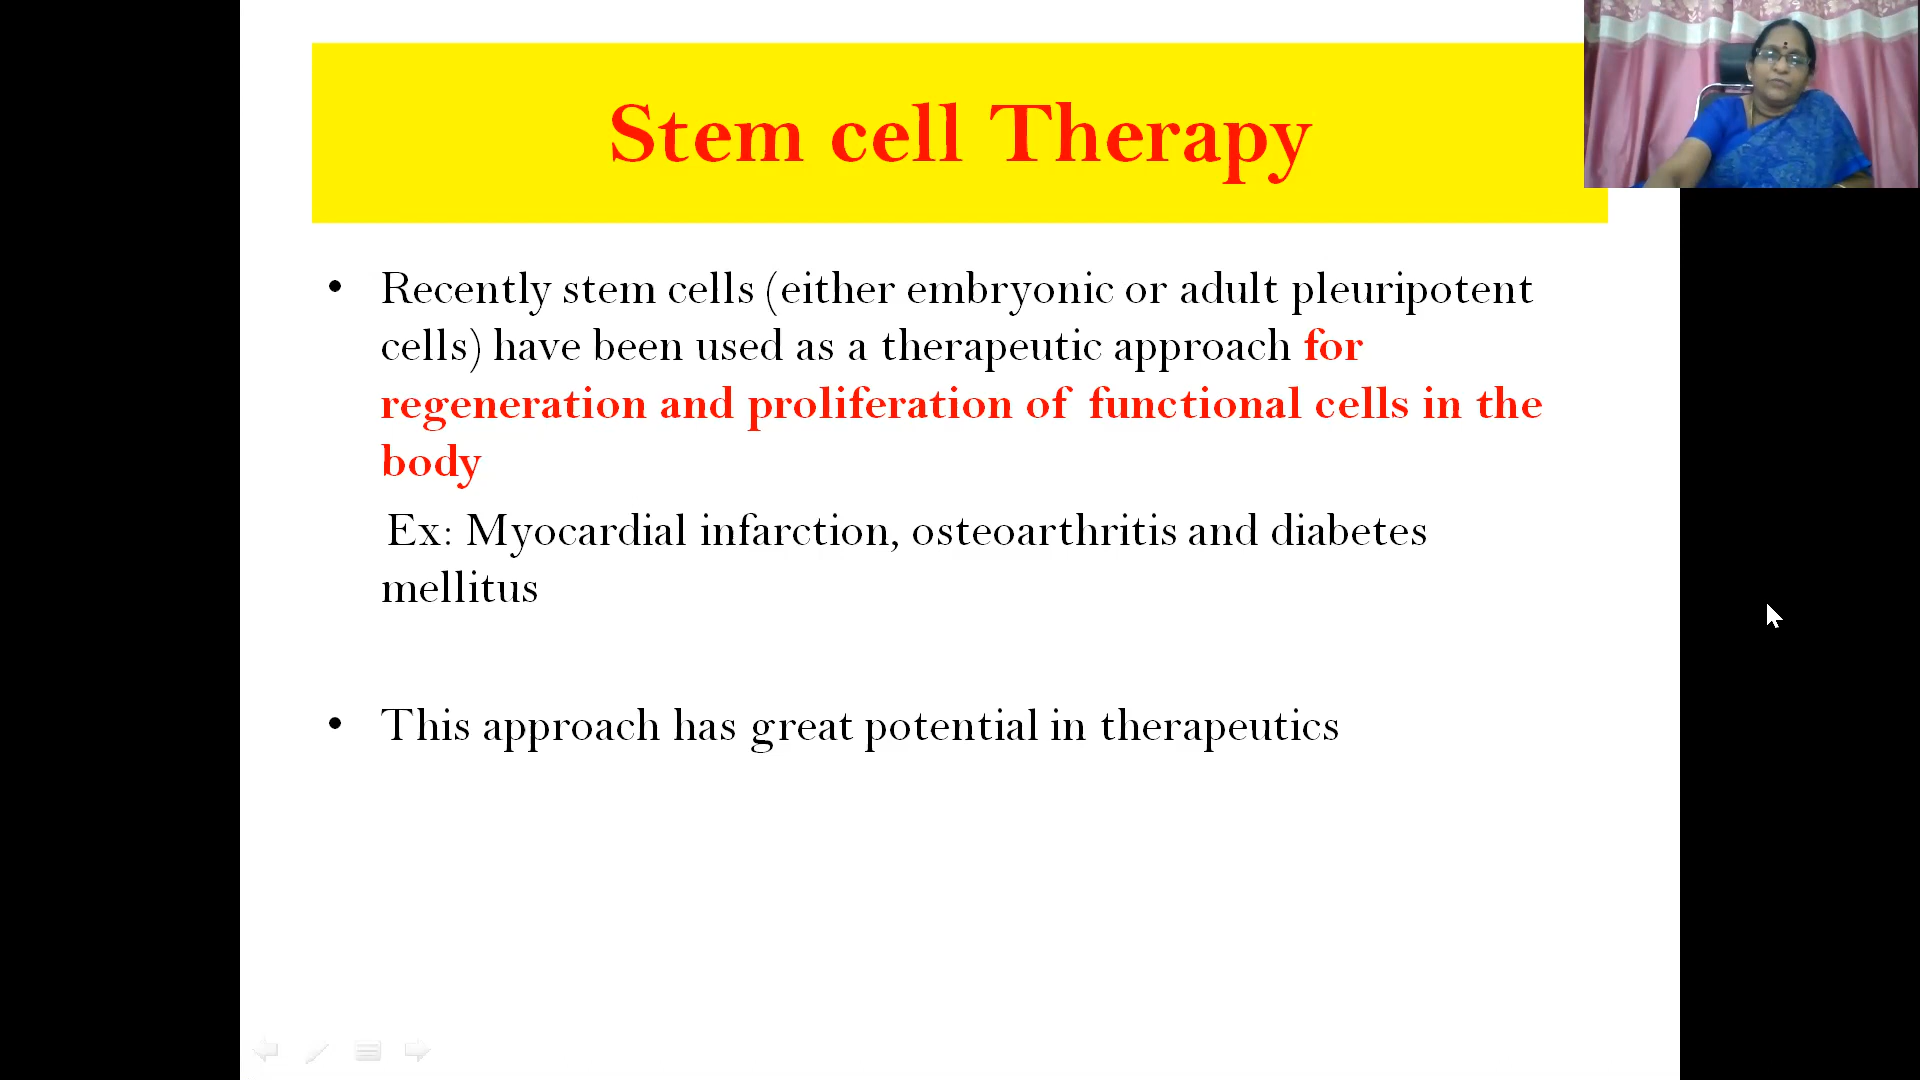 Stem cell Therapy
• Recently stem cells (either embryonic or adult pleuripotent
cells) have been used as a therapeutic approach for
regeneration and proliferation of functional cells in the
body
Ex: Myocardial infarction, osteoarthritis and diabetes
mellitus
• This approach has great potential in therapeutics